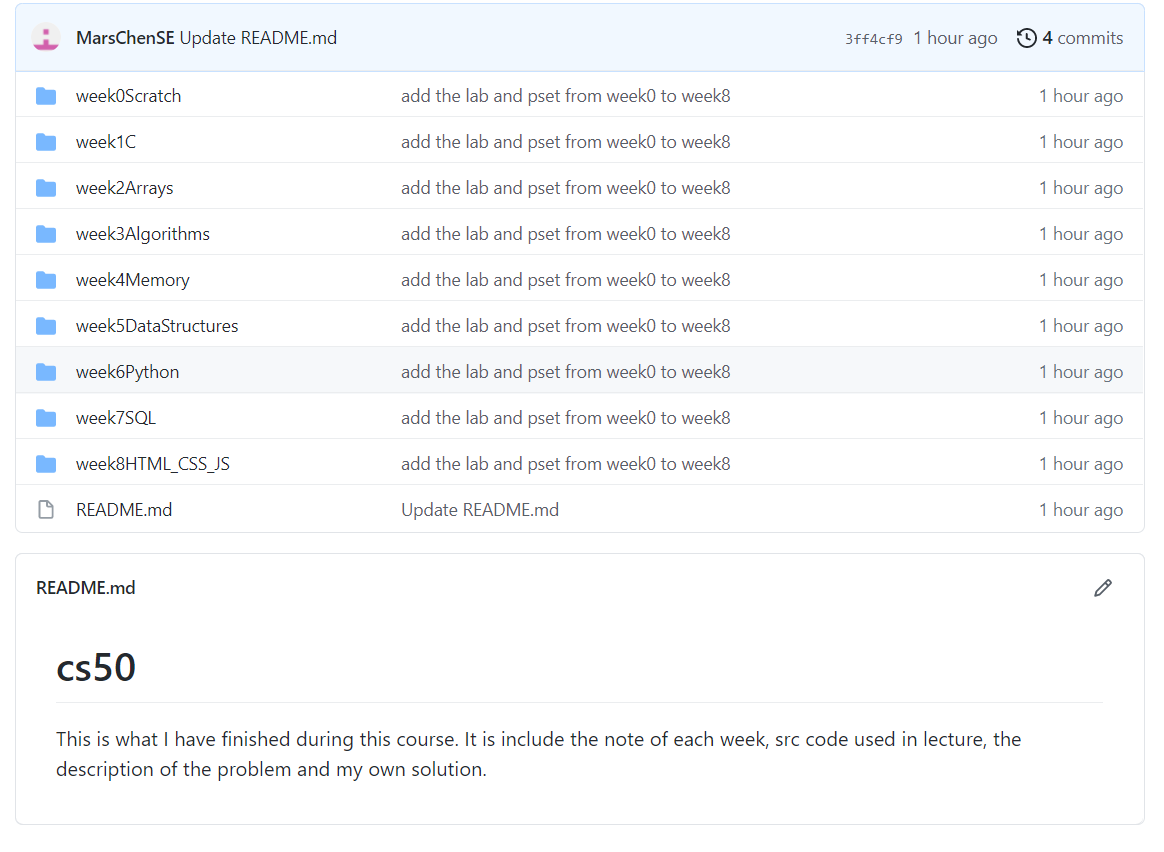 MarsChenSE Update README.md 3ff4cf9 1 hour ago 4 commits
week0Scratch add the lab and pset from week0 to week8 1 hour ago
week1C add the lab and pset from week0 to week8 1 hour ago
week2Arrays add the lab and pset from week0 to week8 1 hour ago
week3Algorithms add the lab and pset from week0 to week8 1 hour ago
week4Memory add the lab and pset from week0 to week8 1 hour ago
week5DataStructures add the lab and pset from week0 to week8 1 hour ago
week6Python add the lab and pset from week0 to week8 1 hour ago
week7SQL add the lab and pset from week0 to week8 1 hour ago
week8HTML_CSS_JS add the lab and pset from week0 to week8 1 hour ago
README.md Update README.md 1 hour ago
README.md
cs50
This is what I have finished during this course. It is include the note of each week, src code used in lecture, the
description of the problem and my own solution.